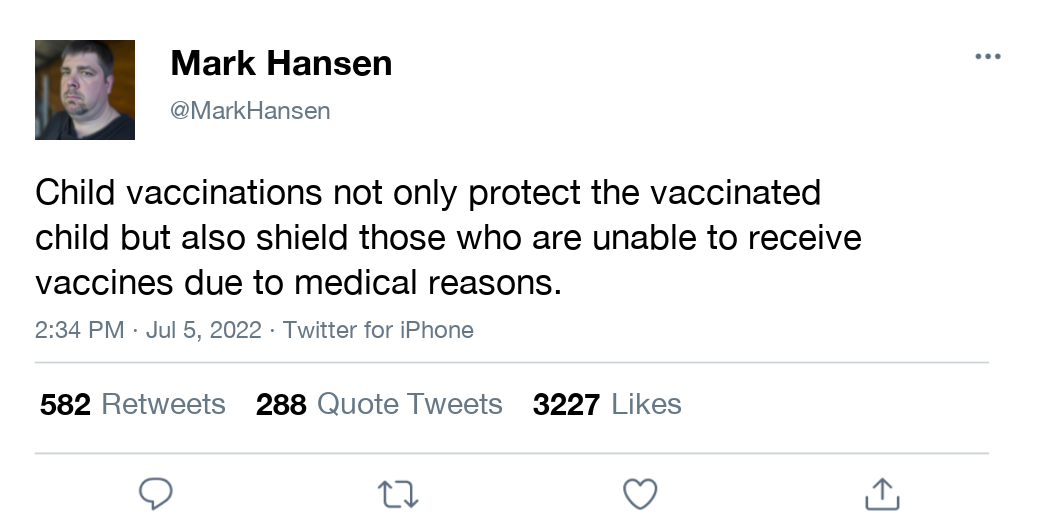 Mark Hansen
@MarkHansen
Child vaccinations not only protect the vaccinated
child but also shield those who are unable to receive
vaccines due to medical reasons.
2:34 PM · Jul 5, 2022 · Twitter for iPhone
582 Retweets 288 Quote Tweets 3227 Likes